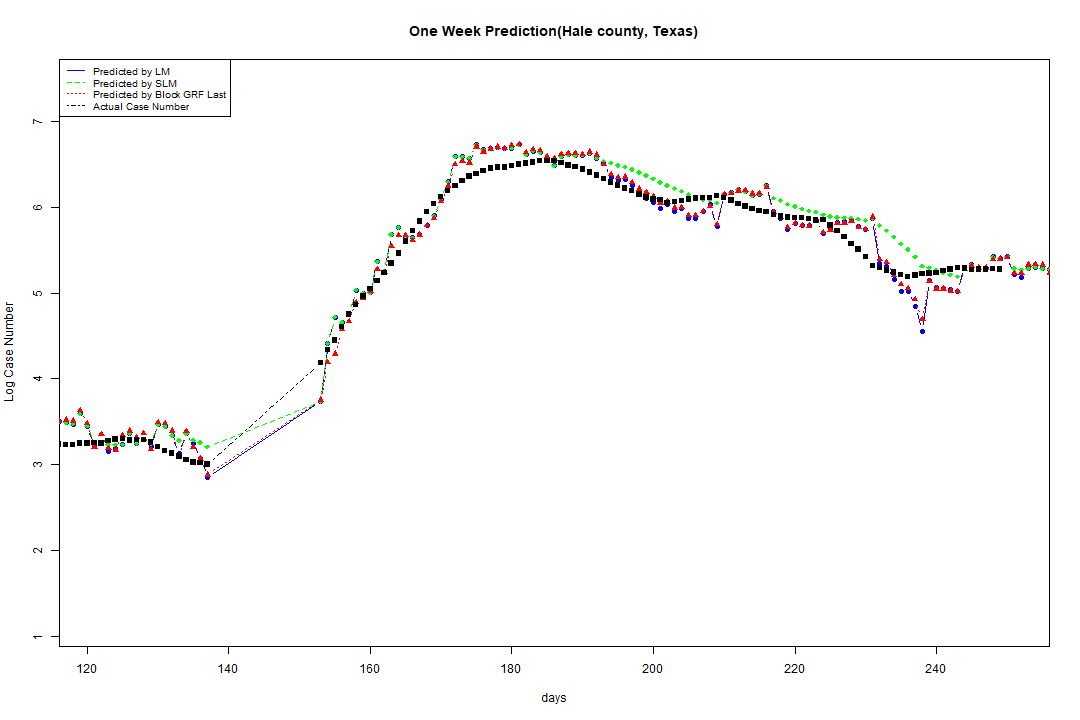 One Week Prediction(Hale county, Texas)
Predicted by LM
Predicted by SLM
Predicted by Block GRF Last
Actual Case Number
7
6
5
4
3
2
1
Log Case Number
120 140 160 180 200 220 240
days